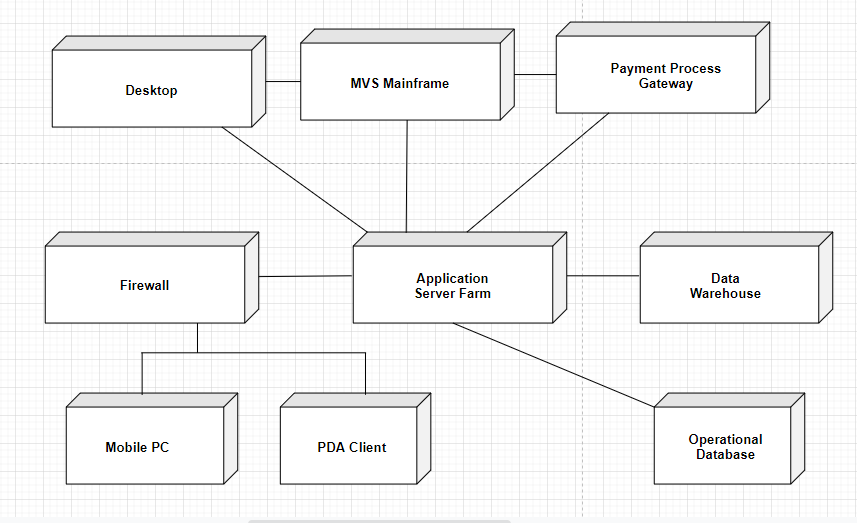 Desktop
MVS Mainframe
Payment Process
Gateway
Firewall
Application
Server Farm
Data
Warehouse
Mobile PC
PDA Client
Operational
Database